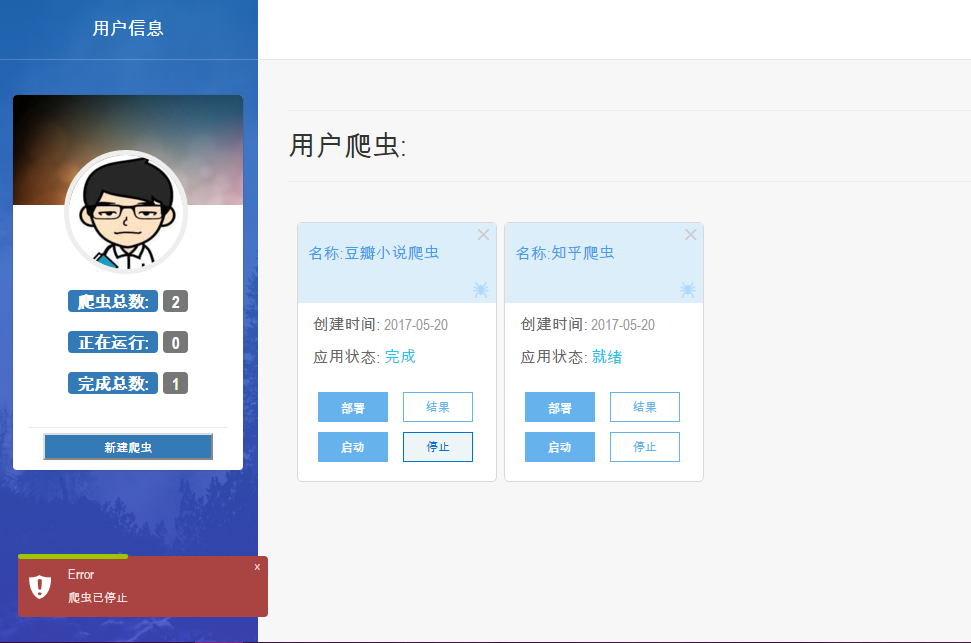 用户信息
爬虫总数: 2
正在运行: 0
完成总数: 1
新建爬虫
Error
x
爬虫已停止
用户爬虫:
名称:豆瓣小说爬虫
创建时间: 2017-05-20
应用状态: 完成
部署 结果
启动 停止
名称:知乎爬虫
创建时间: 2017-05-20
应用状态: 就绪
部署 结果
启动 停止